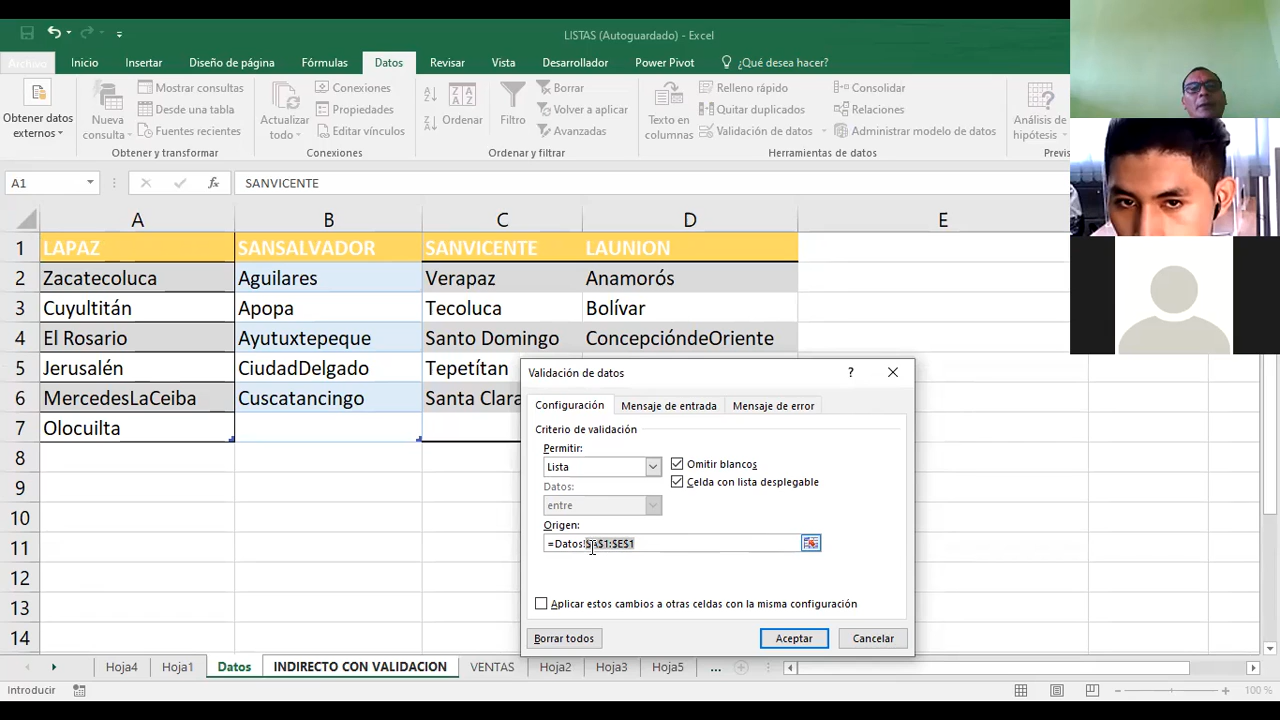 LISTAS (Autoguardado) - Excel
Archivo Inicio Insertar Diseño de página Fórmulas Datos Revisar Vista Desarrollador Power Pivot ¿Qué desea hacer?
Obtener datos externos
Nueva consulta
Mostrar consultas
Desde una tabla
Fuentes recientes
Obtener y transformar
Actualizar todo
Conexiones
Propiedades
Editar vínculos
Conexiones
Ordenar
Filtro
Borrar
Volver a aplicar
Avanzadas
Ordenar y filtrar
Texto en columnas
Relleno rápido
Quitar duplicados
Validación de datos
Consolidar
Relaciones
Administrar modelo de datos
Herramientas de datos
Análisis de hipótesis
Previs
A1 fx SANVICENTE
A B C D E
1 LAPAZ SANSALVADOR SANVICENTE LAUNION
2 Zacatecoluca Aguilares Verapaz Anamorós
3 Cuyultitán Apopa Tecoluca Bolívar
4 El Rosario Ayutuxtepeque Santo Domingo ConcepcióndeOriente
5 Jerusalén CiudadDelgado Tepetítan
6 MercedesLaCeiba Cuscatancingo Santa Clara
7 Olocuilta
8
9
10
11
12
13
14
Validación de datos ?
Configuración Mensaje de entrada Mensaje de error
Criterio de validación
Permitir:
Lista
Omitir blancos
Celda con lista desplegable
Datos:
entre
Origen:
=Datos!$A$1:$E$1
Aplicar estos cambios a otras celdas con la misma configuración
Borrar todos Aceptar Cancelar
Hoja4 Hoja1 Datos INDIRECTO CON VALIDACION VENTAS Hoja2 Hoja3 Hoja5 ...
Introducir 100 %